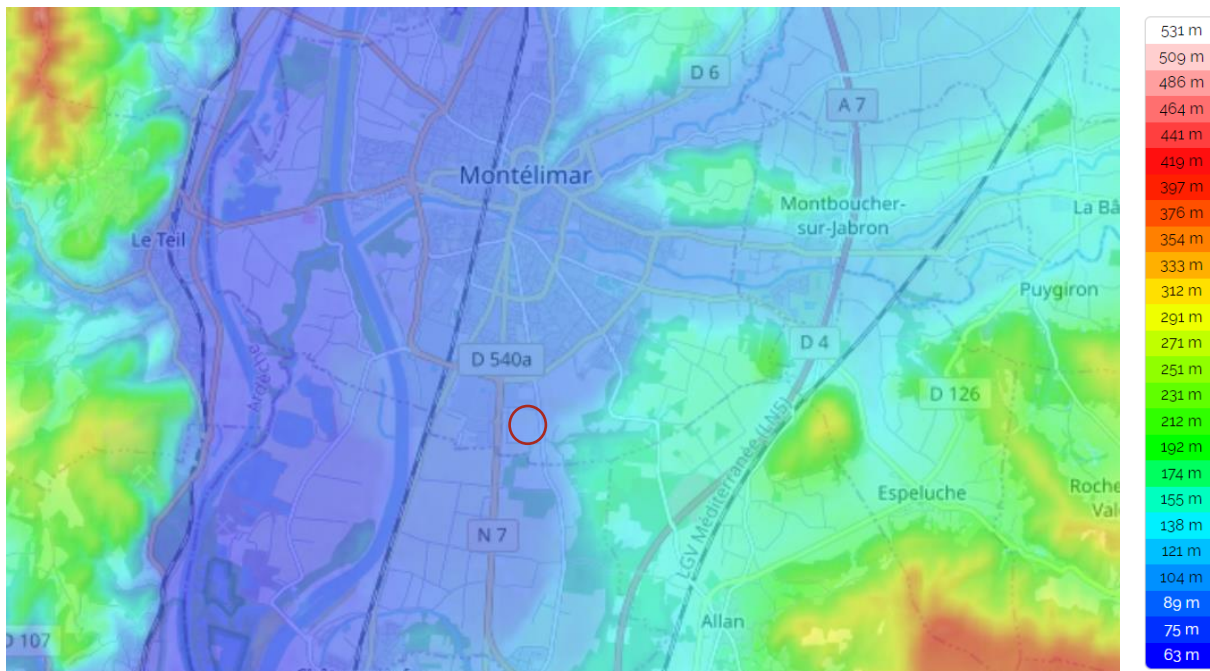 D 6
A 7
Montélimar
Montboucher-
sur-Jabron
La Bâ
Le Teil
Puygiron
D 4
D 540a
Ardèche
D 126
LGV Méditerranée (LN5)
Espeluche
Roche
Val
N 7
Allan
D 107
531 m
509 m
486 m
464 m
441 m
419 m
397 m
376 m
354 m
333 m
312 m
291 m
271 m
251 m
231 m
212 m
192 m
174 m
155 m
138 m
121 m
104 m
89 m
75 m
63 m